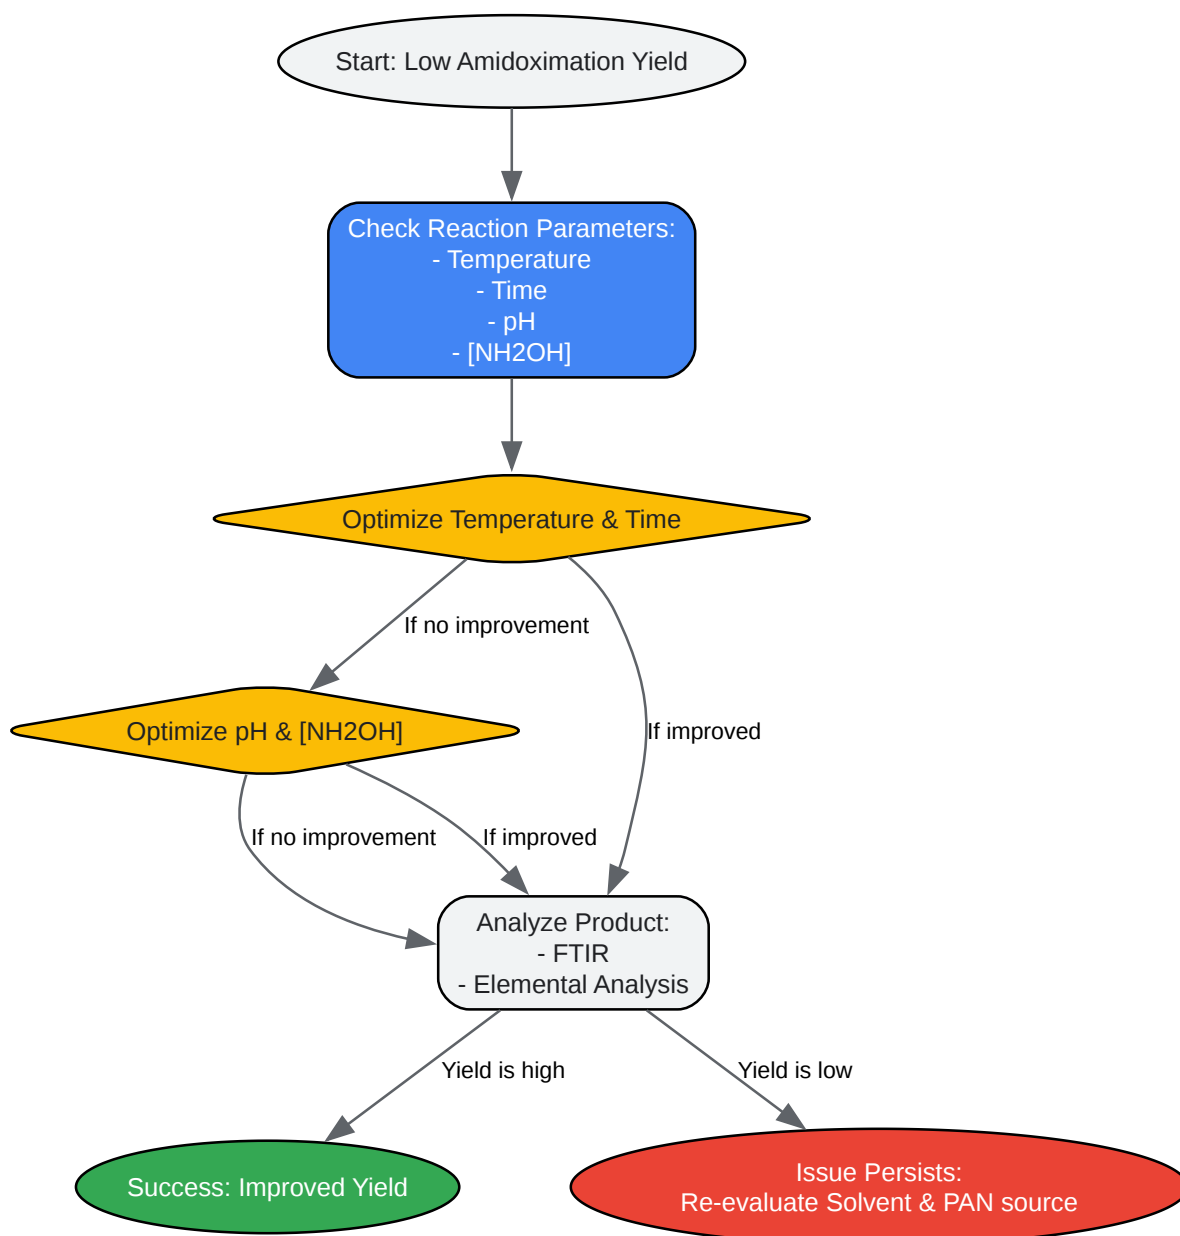 Start: Low Amidoximation Yield
Check Reaction Parameters:
- Temperature
- Time
- pH
- [NH2OH]
Optimize Temperature & Time
If no improvement
Optimize pH & [NH2OH]
If improved
If no improvement
If improved
Analyze Product:
- FTIR
- Elemental Analysis
Yield is high
Yield is low
Success: Improved Yield
Issue Persists:
Re-evaluate Solvent & PAN source